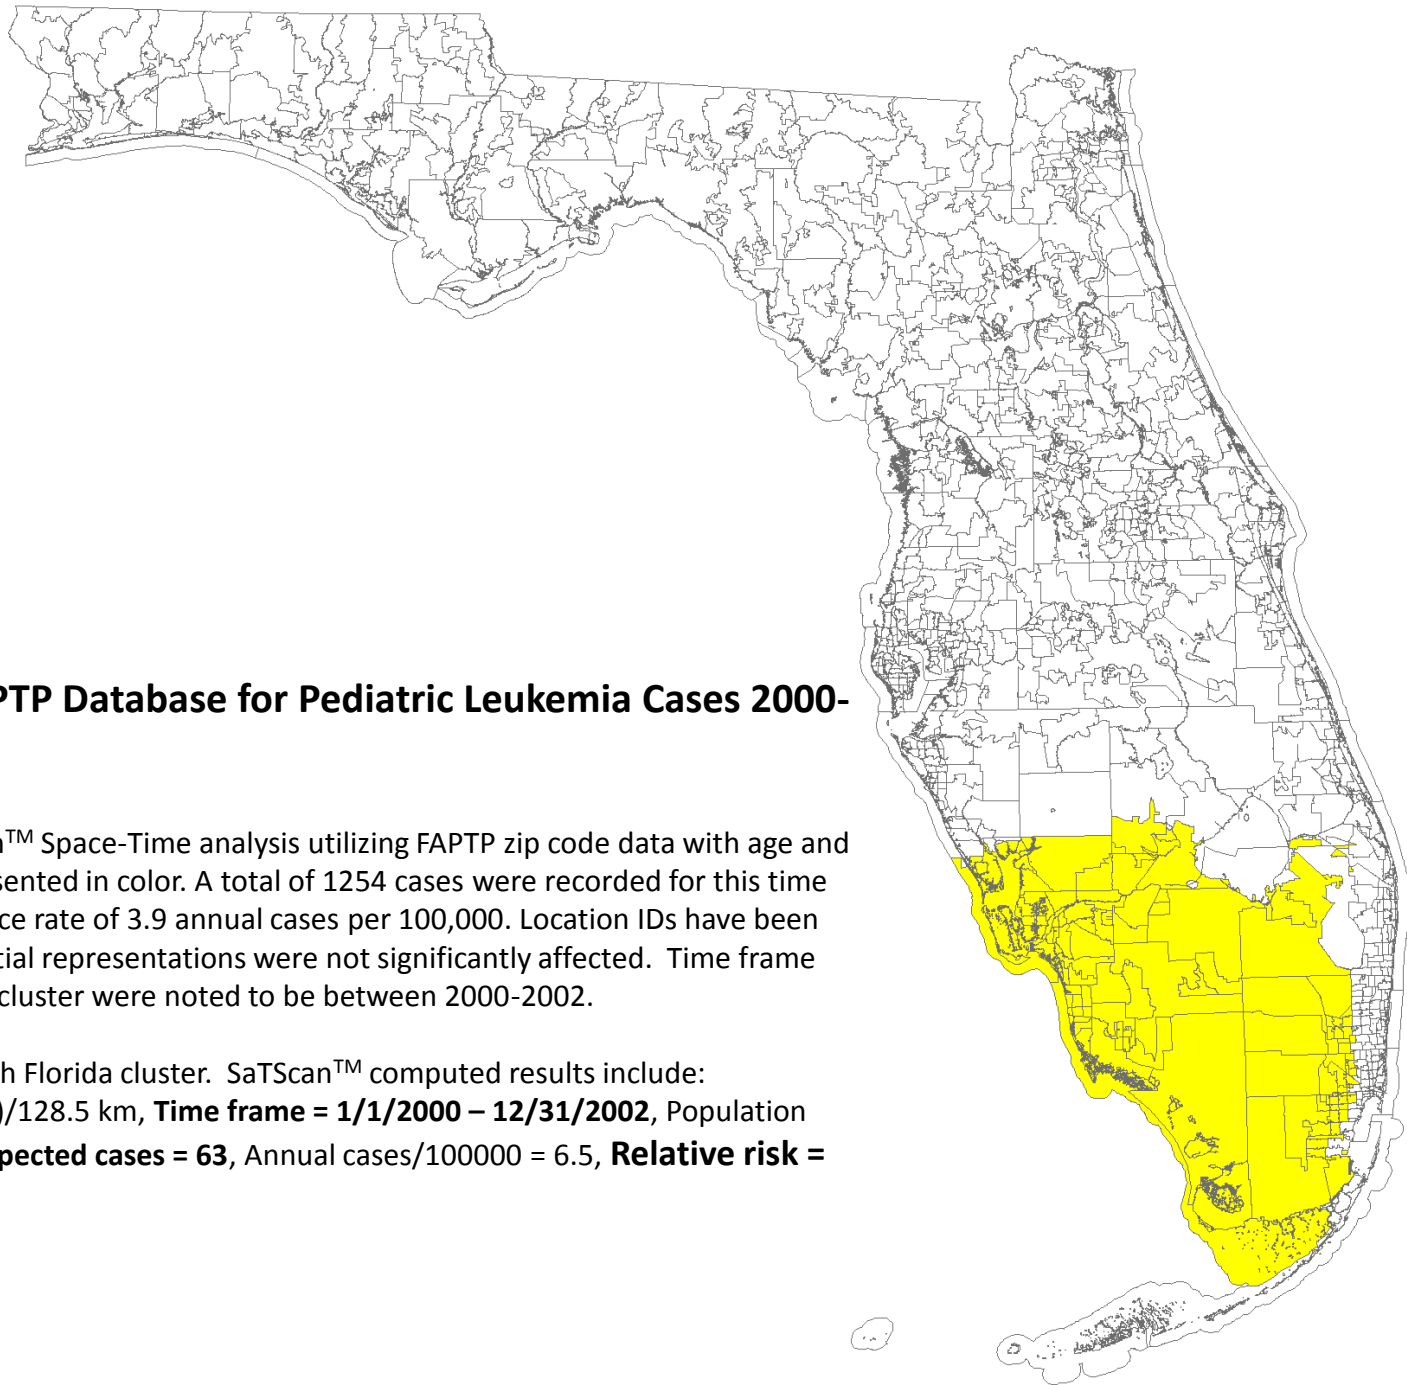 PTP Database for Pediatric Leukemia Cases 2000-
™ Space-Time analysis utilizing FAPTP zip code data with age and
sented in color. A total of 1254 cases were recorded for this time
ce rate of 3.9 annual cases per 100,000. Location IDs have been
tial representations were not significantly affected. Time frame
cluster were noted to be between 2000-2002.
h Florida cluster. SaTScan™ computed results include:
)/128.5 km, Time frame = 1/1/2000 – 12/31/2002, Population
pected cases = 63, Annual cases/100000 = 6.5, Relative risk =